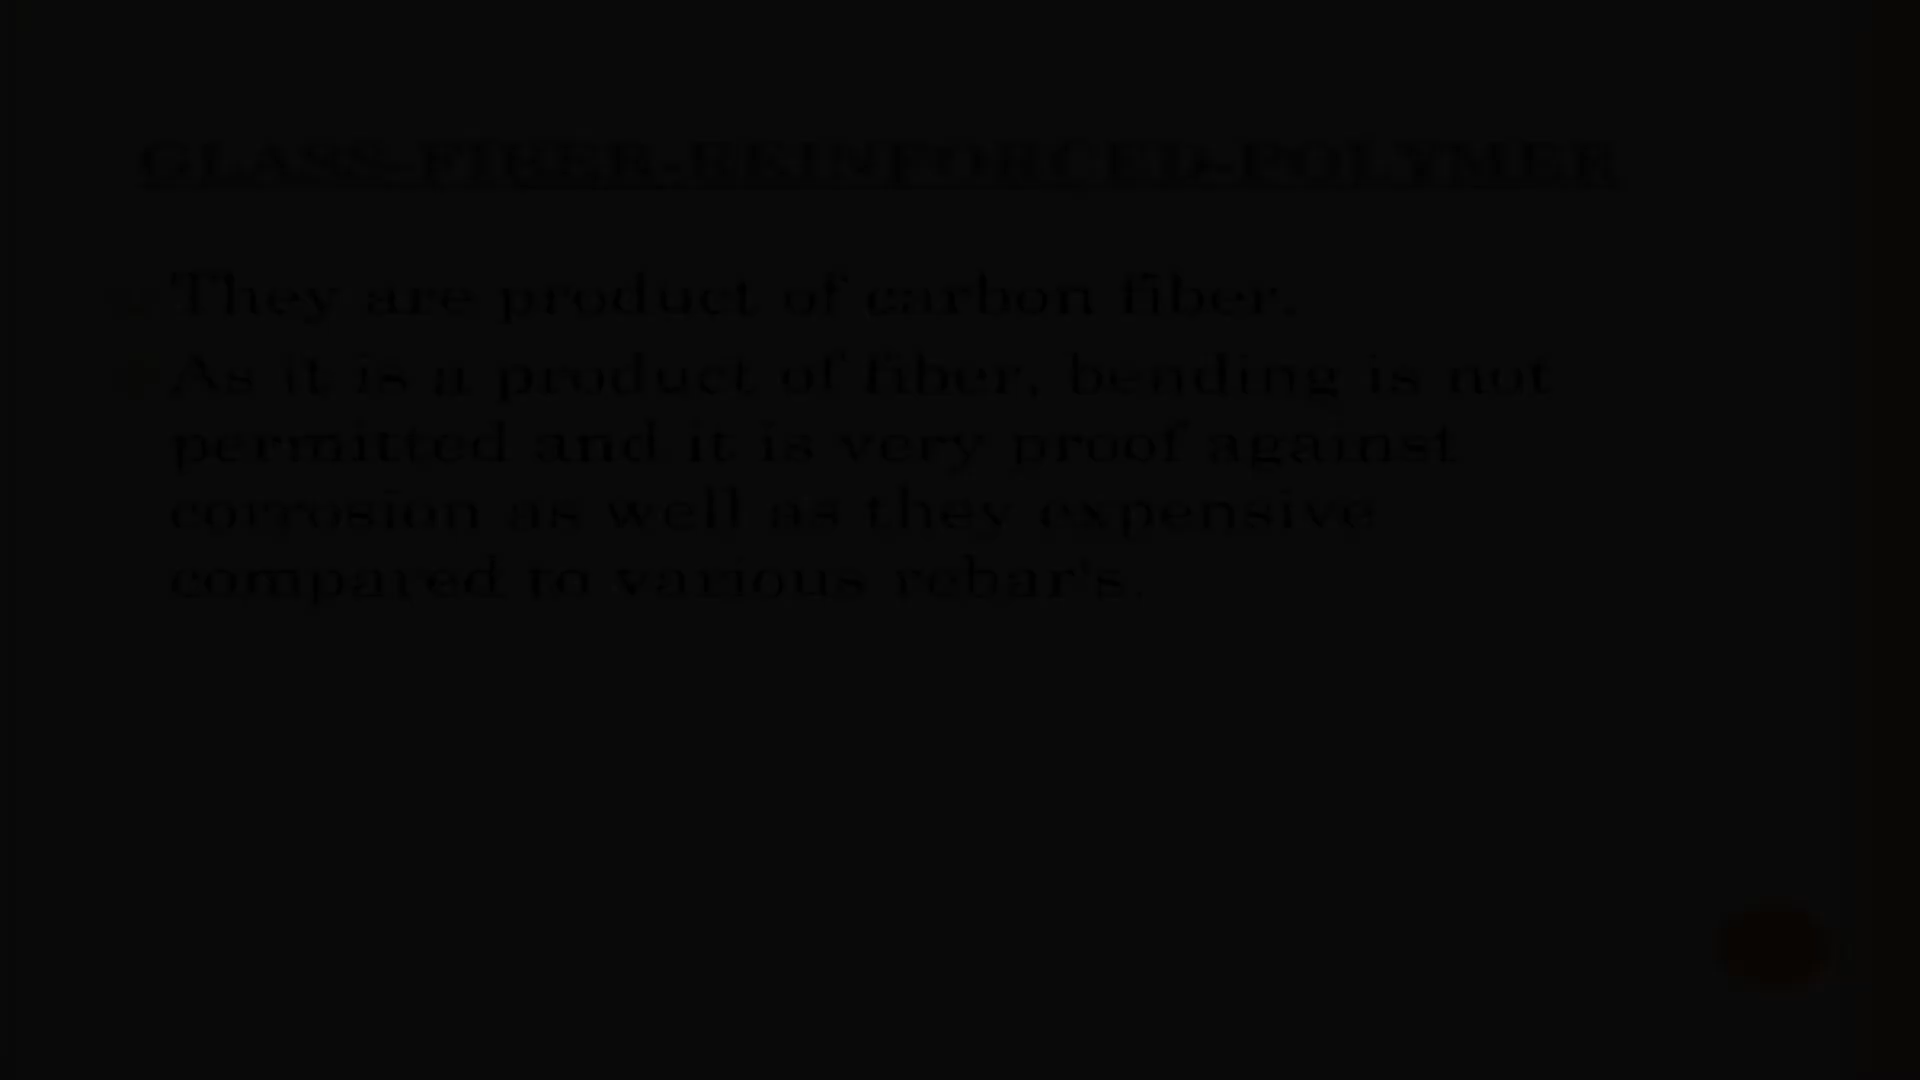 GLASS-FIBER-REINFORCED-POLYMER
They are product of carbon fiber.
As it is a product of fiber, bending is not
permitted and it is very proof against
corrosion as well as they expensive
compared to various rebar's.